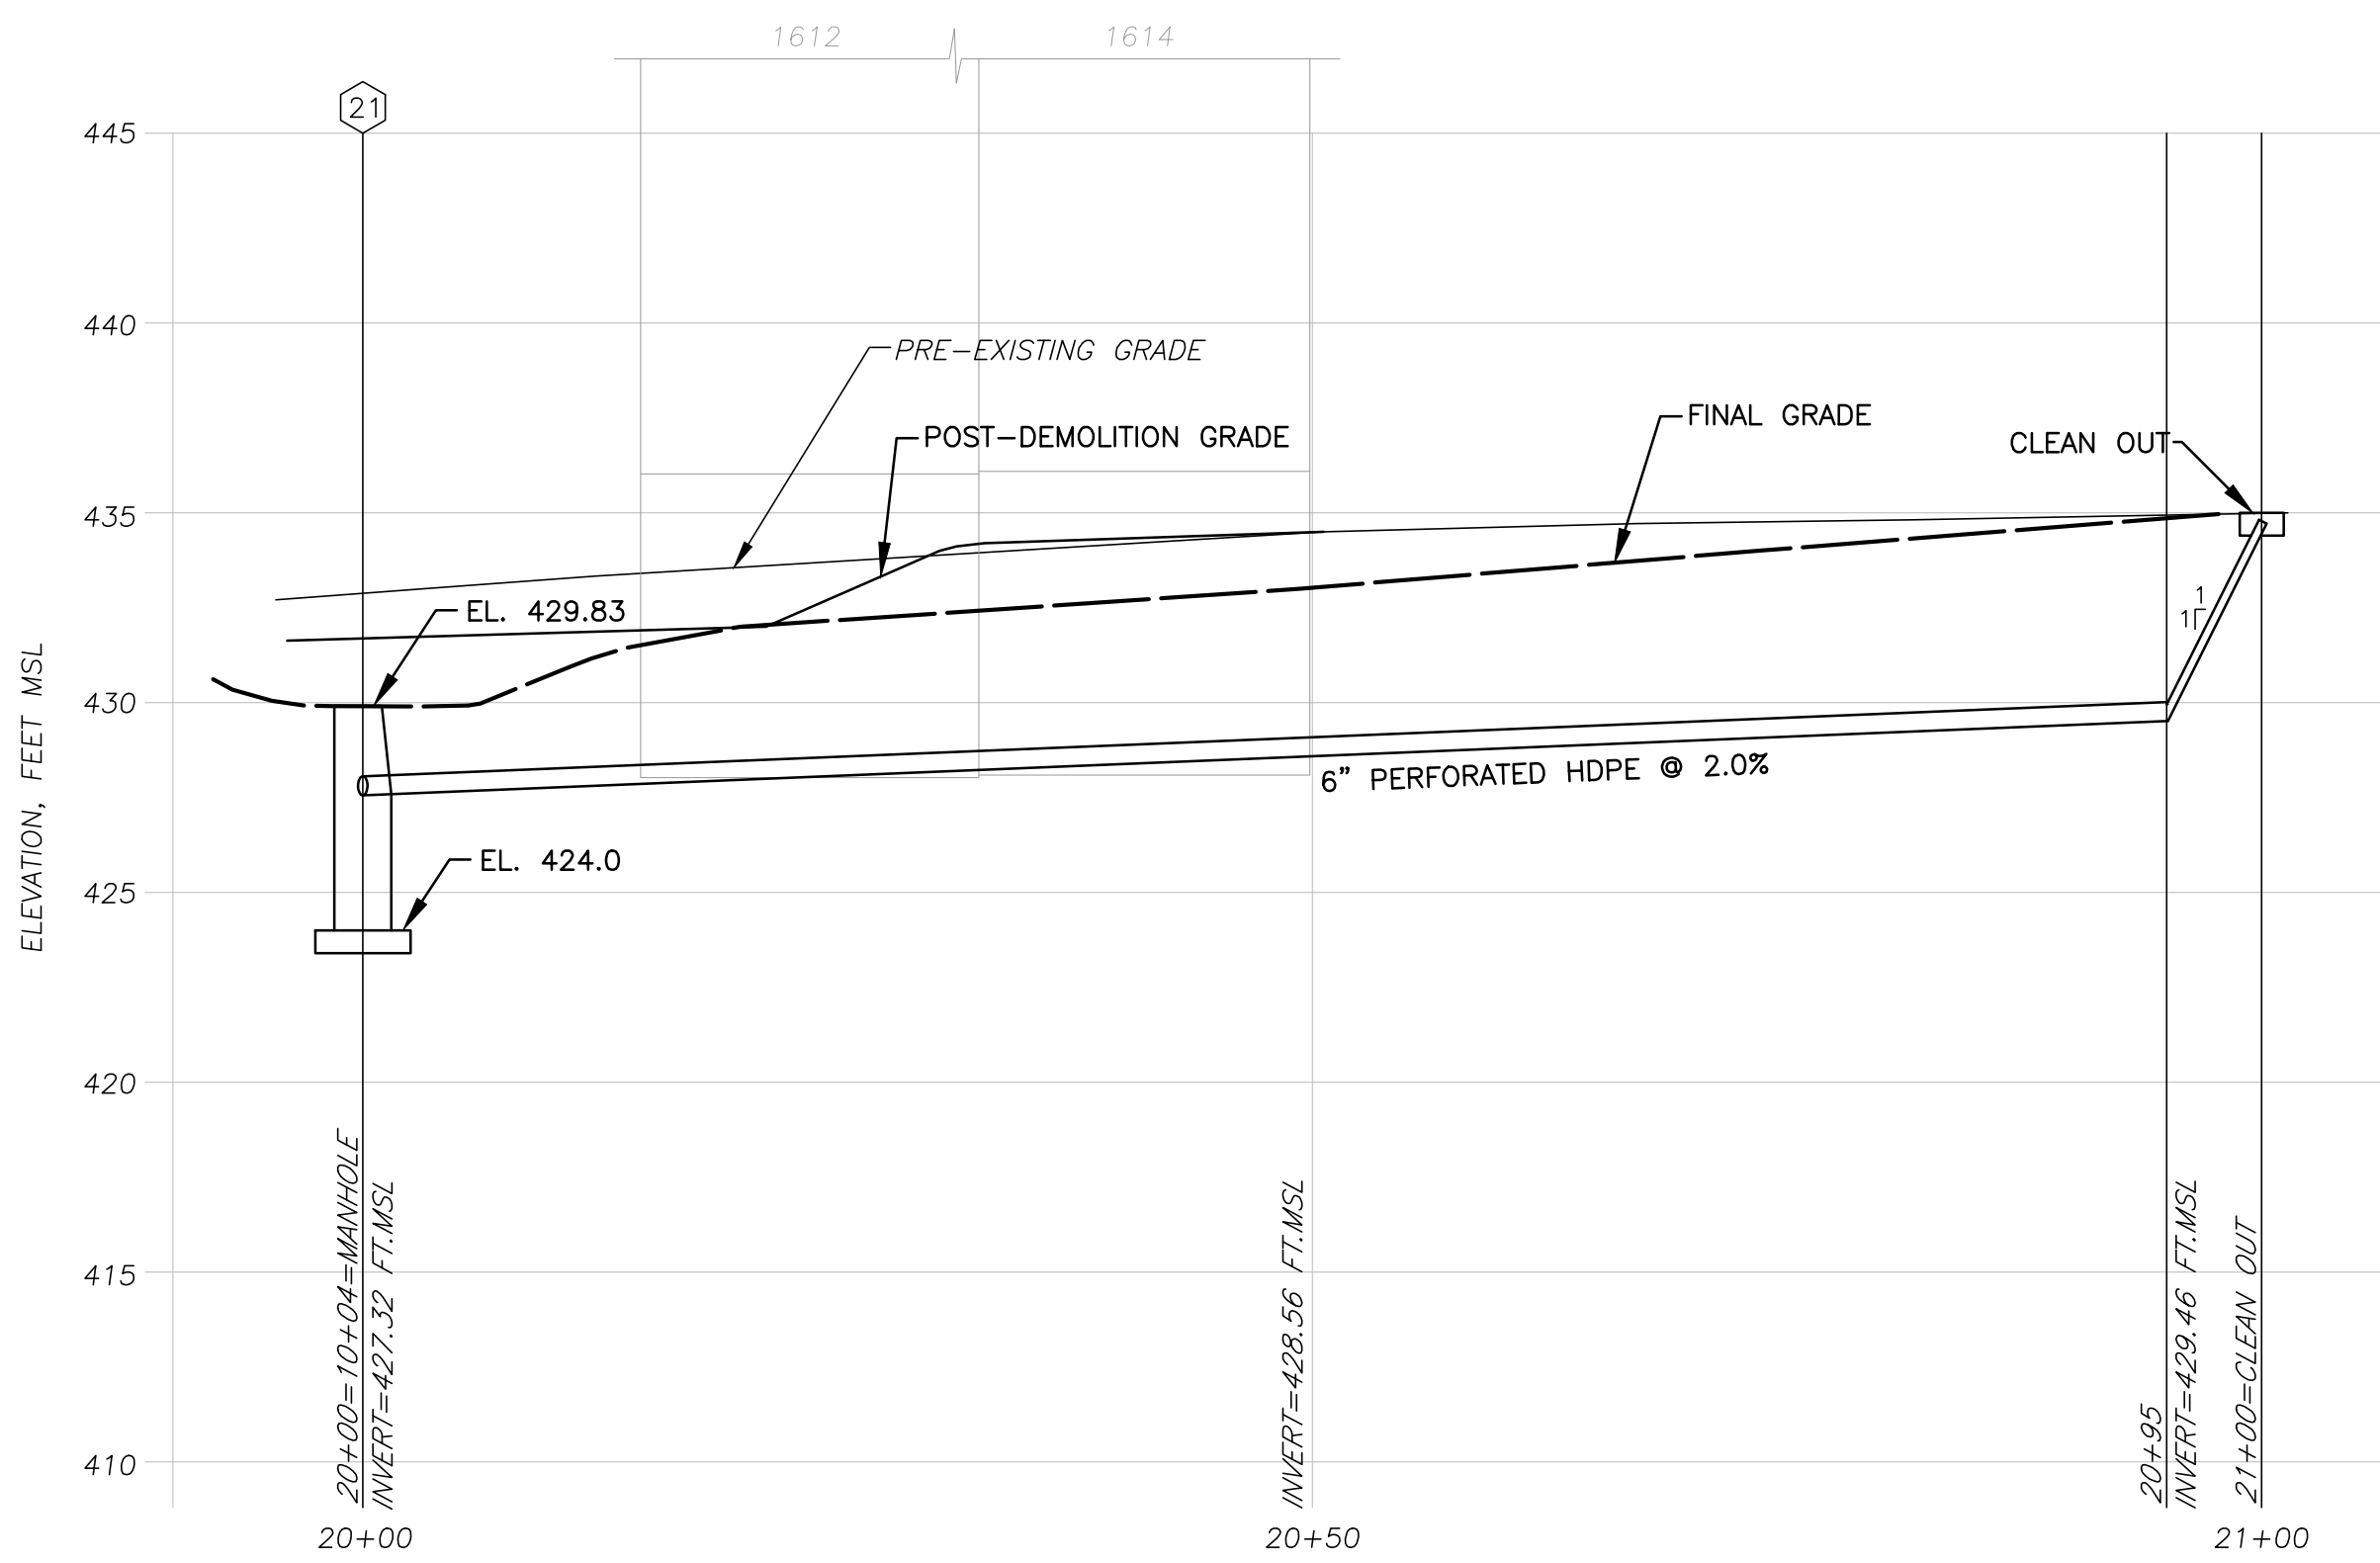 1612
1614
21
445
440
PRE-EXISTING GRADE
FINAL GRADE
POST-DEMOLITION GRADE
CLEAN OUT
435
EL. 429.83
1
1
430
6" PERFORATED HDPE @ 2.0%
EL. 424.0
425
ELEVATION, FEET MSL
420
415
410
20+00=10+04=MANHOLE
INVERT=427.32 FT.MSL
INVERT=428.56 FT.MSL
20+95
INVERT=429.46 FT.MSL
21+00=CLEAN OUT
20+00
20+50
21+00